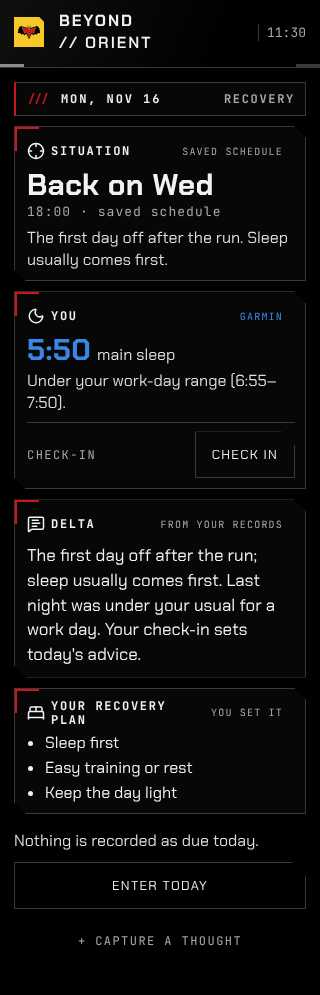 BEYOND
// ORIENT
11:30
/// MON, NOV 16
RECOVERY
SITUATION
SAVED SCHEDULE
Back on Wed
18:00 · saved schedule
The first day off after the run. Sleep
usually comes first.
YOU
GARMIN
5:50 main sleep
Under your work-day range (6:55–
7:50).
CHECK-IN
CHECK IN
DELTA
FROM YOUR RECORDS
The first day off after the run;
sleep usually comes first. Last
night was under your usual for a
work day. Your check-in sets
today's advice.
YOUR RECOVERY
PLAN
YOU SET IT
• Sleep first
• Easy training or rest
• Keep the day light
Nothing is recorded as due today.
ENTER TODAY
+ CAPTURE A THOUGHT